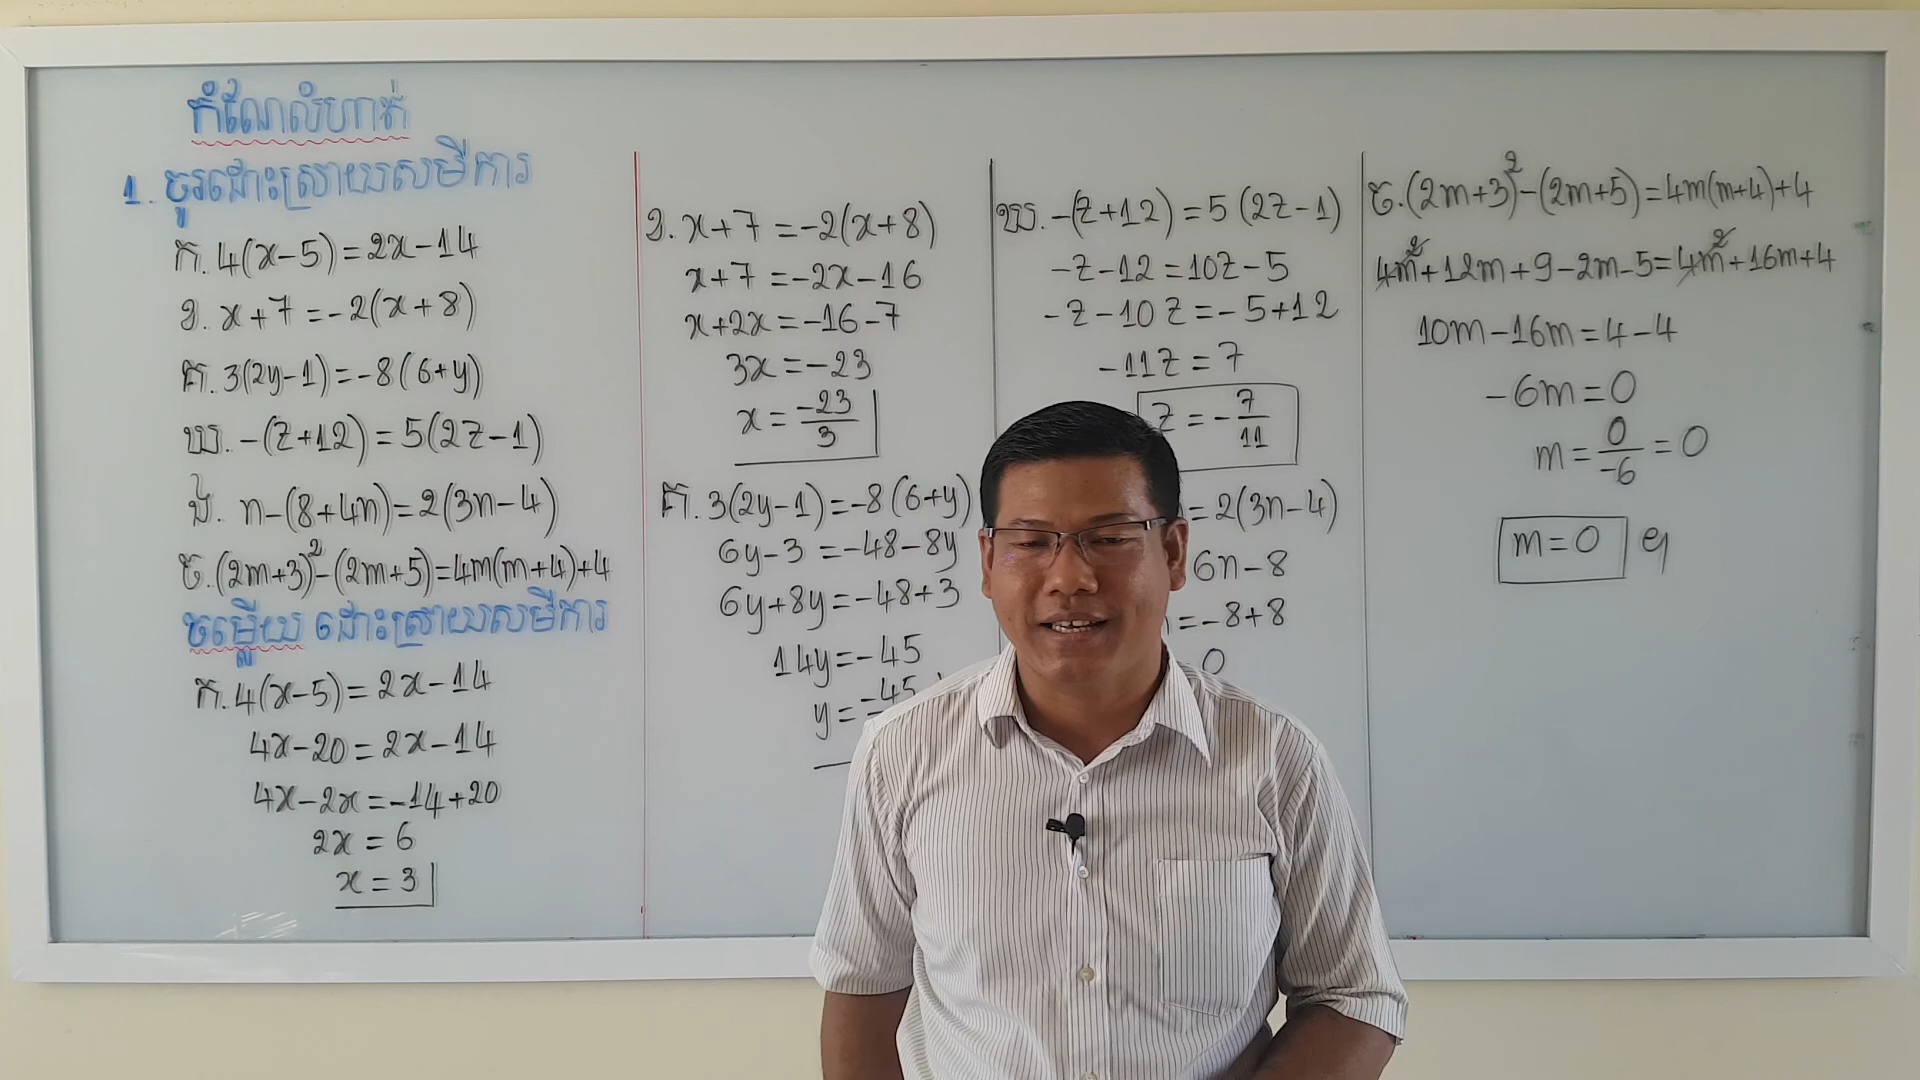 កំណែលំហាត់
1. ចូរដោះស្រាយសមីការ
ក. 4(x-5)=2x-14
ខ. x+7=-2(x+8)
គ. 3(2y-1)=-8(6+y)
ឃ. -(z+12)=5(2z-1)
ង. n-(8+4n)=2(3n-4)
ច. (2m+3)²-(2m+5)=4m(m+4)+4
ចម្លើយ ដោះស្រាយសមីការ
ក. 4(x-5)=2x-14
4x-20=2x-14
4x-2x=-14+20
2x=6
x=3
ខ. x+7=-2(x+8)
x+7=-2x-16
x+2x=-16-7
3x=-23
x=-23/3
គ. 3(2y-1)=-8(6+y)
6y-3=-48-8y
6y+8y=-48+3
14y=-45
y=-45
ឃ. -(z+12)=5(2z-1)
-z-12=10z-5
-z-10z=-5+12
-11z=7
z=-7/11
=2(3n-4)
6n-8
=-8+8
0
ច. (2m+3)²-(2m+5)=4m(m+4)+4
4m²+12m+9-2m-5=4m²+16m+4
10m-16m=4-4
-6m=0
m=0/-6=0
m=0 ។